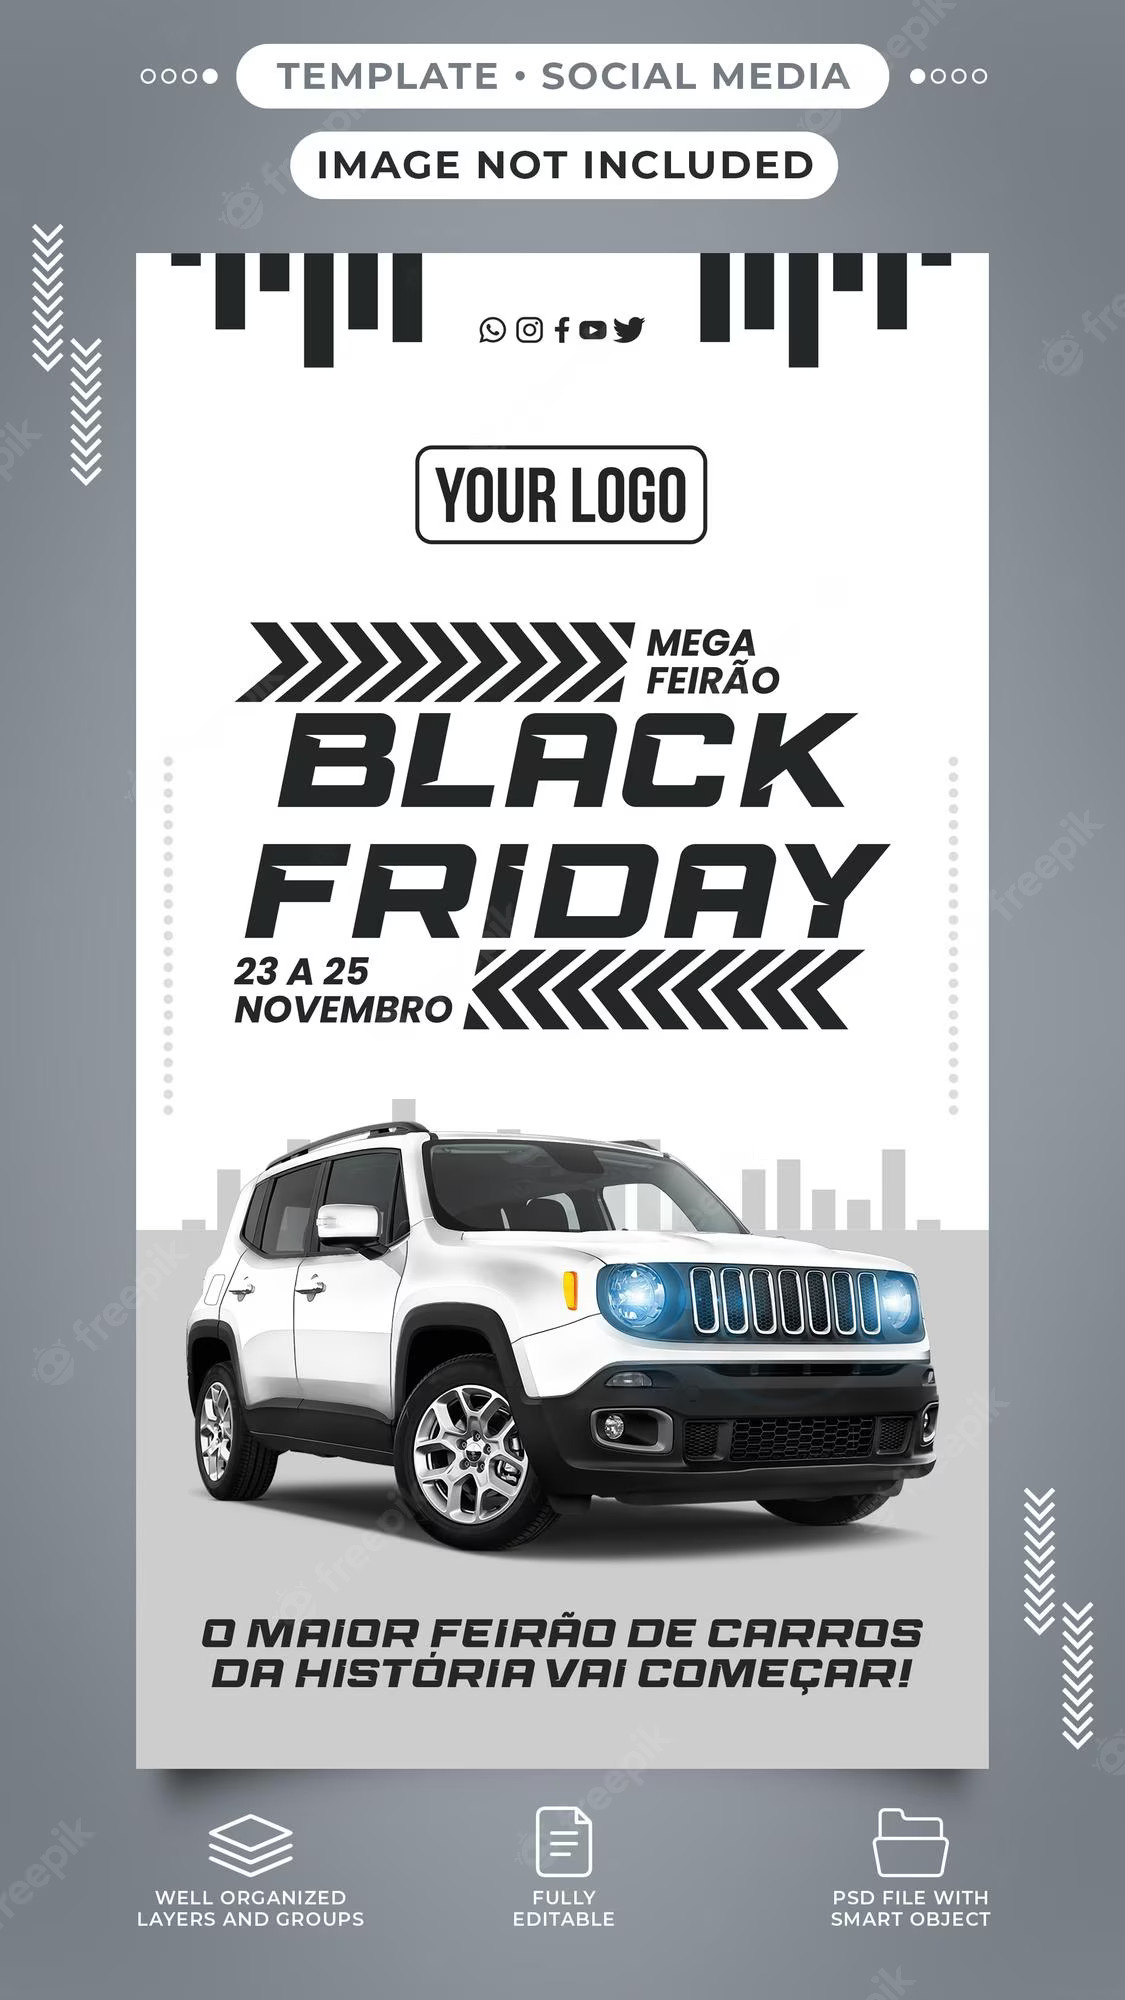 TEMPLATE • SOCIAL MEDIA
IMAGE NOT INCLUDED
YOUR LOGO
MEGA
FEIRÃO
BLACK
FRIDAY
23 A 25
NOVEMBRO
O MAIOR FEIRÃO DE CARROS
DA HISTÓRIA VAI COMEÇAR!
WELL ORGANIZED
LAYERS AND GROUPS
FULLY
EDITABLE
PSD FILE WITH
SMART OBJECT
freepik